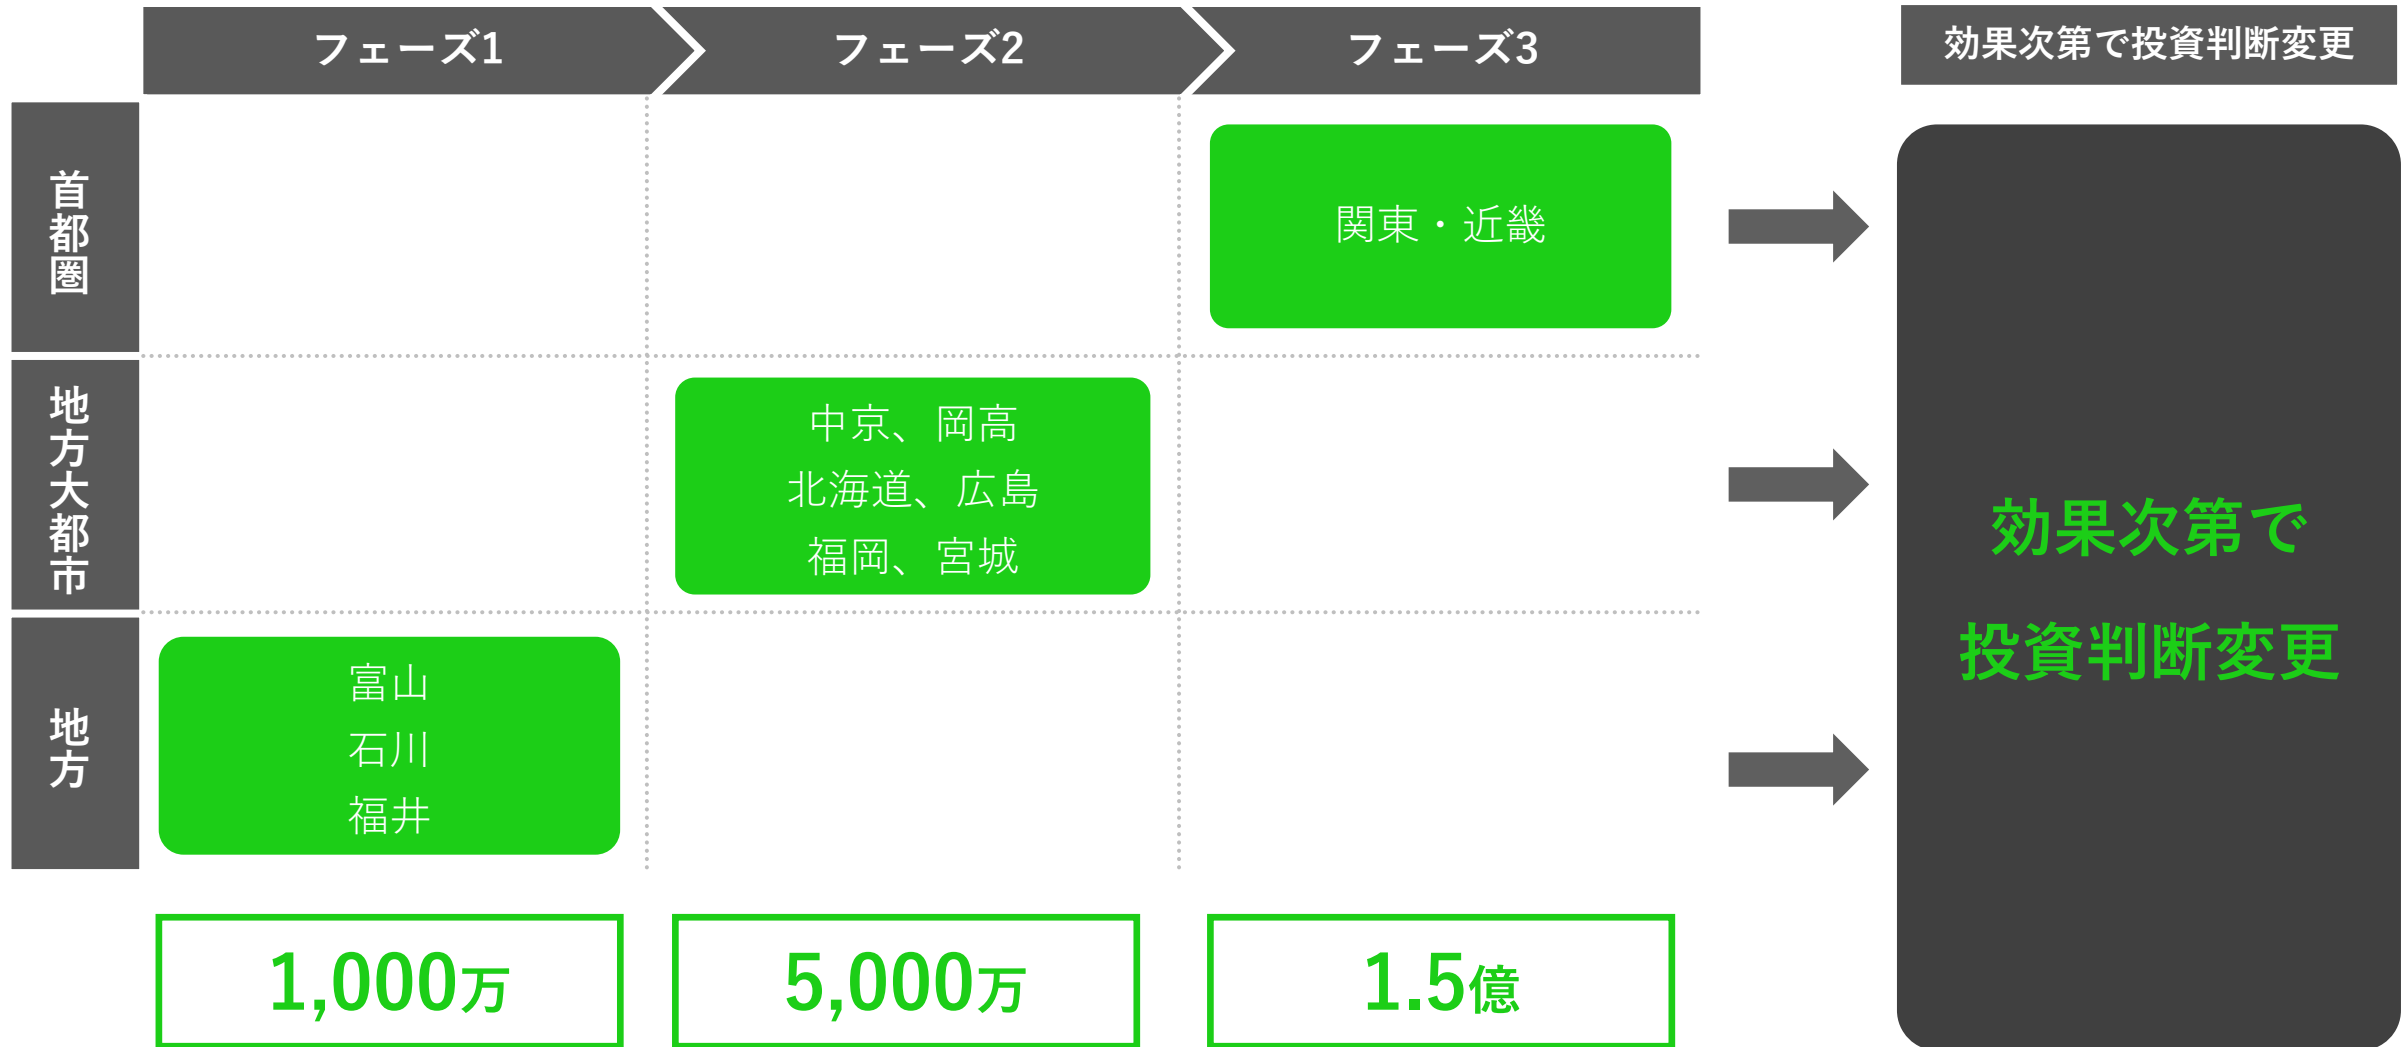 フェーズ1
フェーズ2
フェーズ3
効果次第で投資判断変更
首都圏
関東・近畿
地方大都市
中京、岡高
北海道、広島
福岡、宮城
地方
富山
石川
福井
効果次第で
投資判断変更
1,000万
5,000万
1.5億